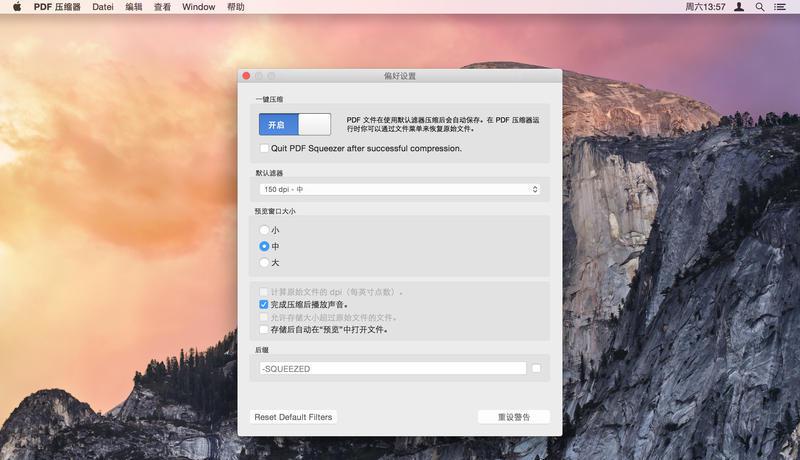 PDF 压缩器 Datei 编辑 查看 Window 帮助 周六13:57
偏好设置
一键压缩
开启
PDF 文件在使用默认滤器压缩后会自动保存。在 PDF 压缩器运
行时你可以通过文件菜单来恢复原始文件。
Quit PDF Squeezer after successful compression.
默认滤器
150 dpi - 中
预览窗口大小
小
中
大
计算原始文件的 dpi（每英寸点数）。
完成压缩后播放声音。
允许存储大小超过原始文件的文件。
存储后自动在“预览”中打开文件。
后缀
-SQUEEZED
Reset Default Filters 重设警告